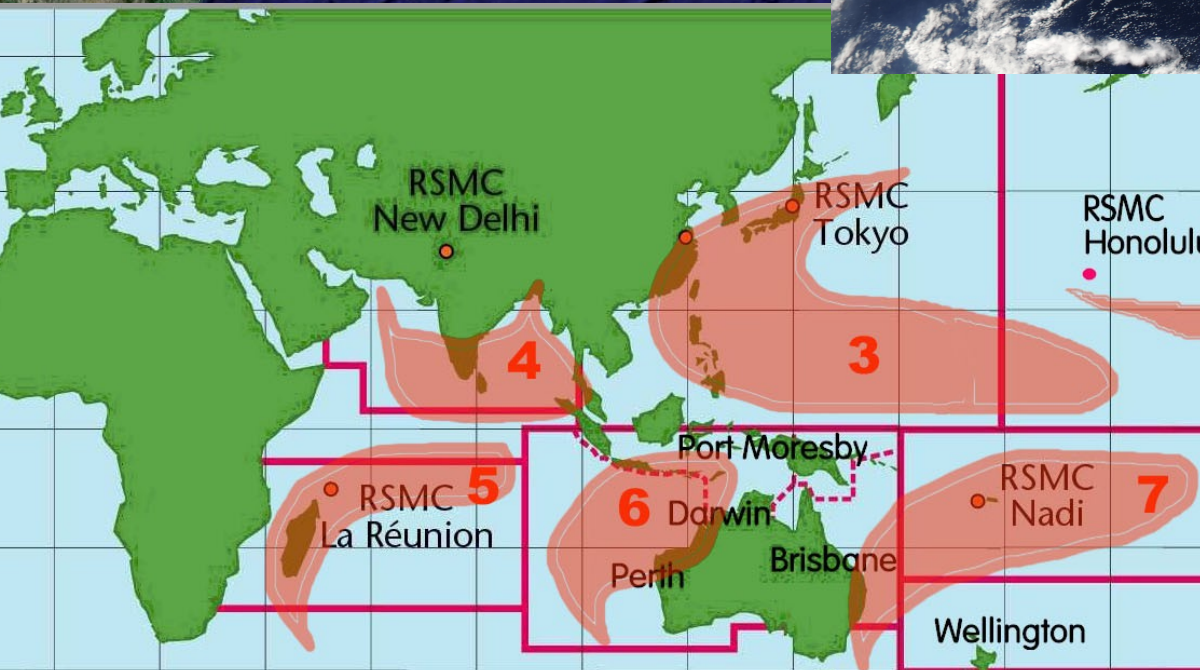 RSMC
New Delhi
RSMC
Tokyo
RSMC
Honolulu
4
3
Port Moresby
5
RSMC
La Réunion
6
Darwin
RSMC
Nadi
7
Brisbane
Perth
Wellington